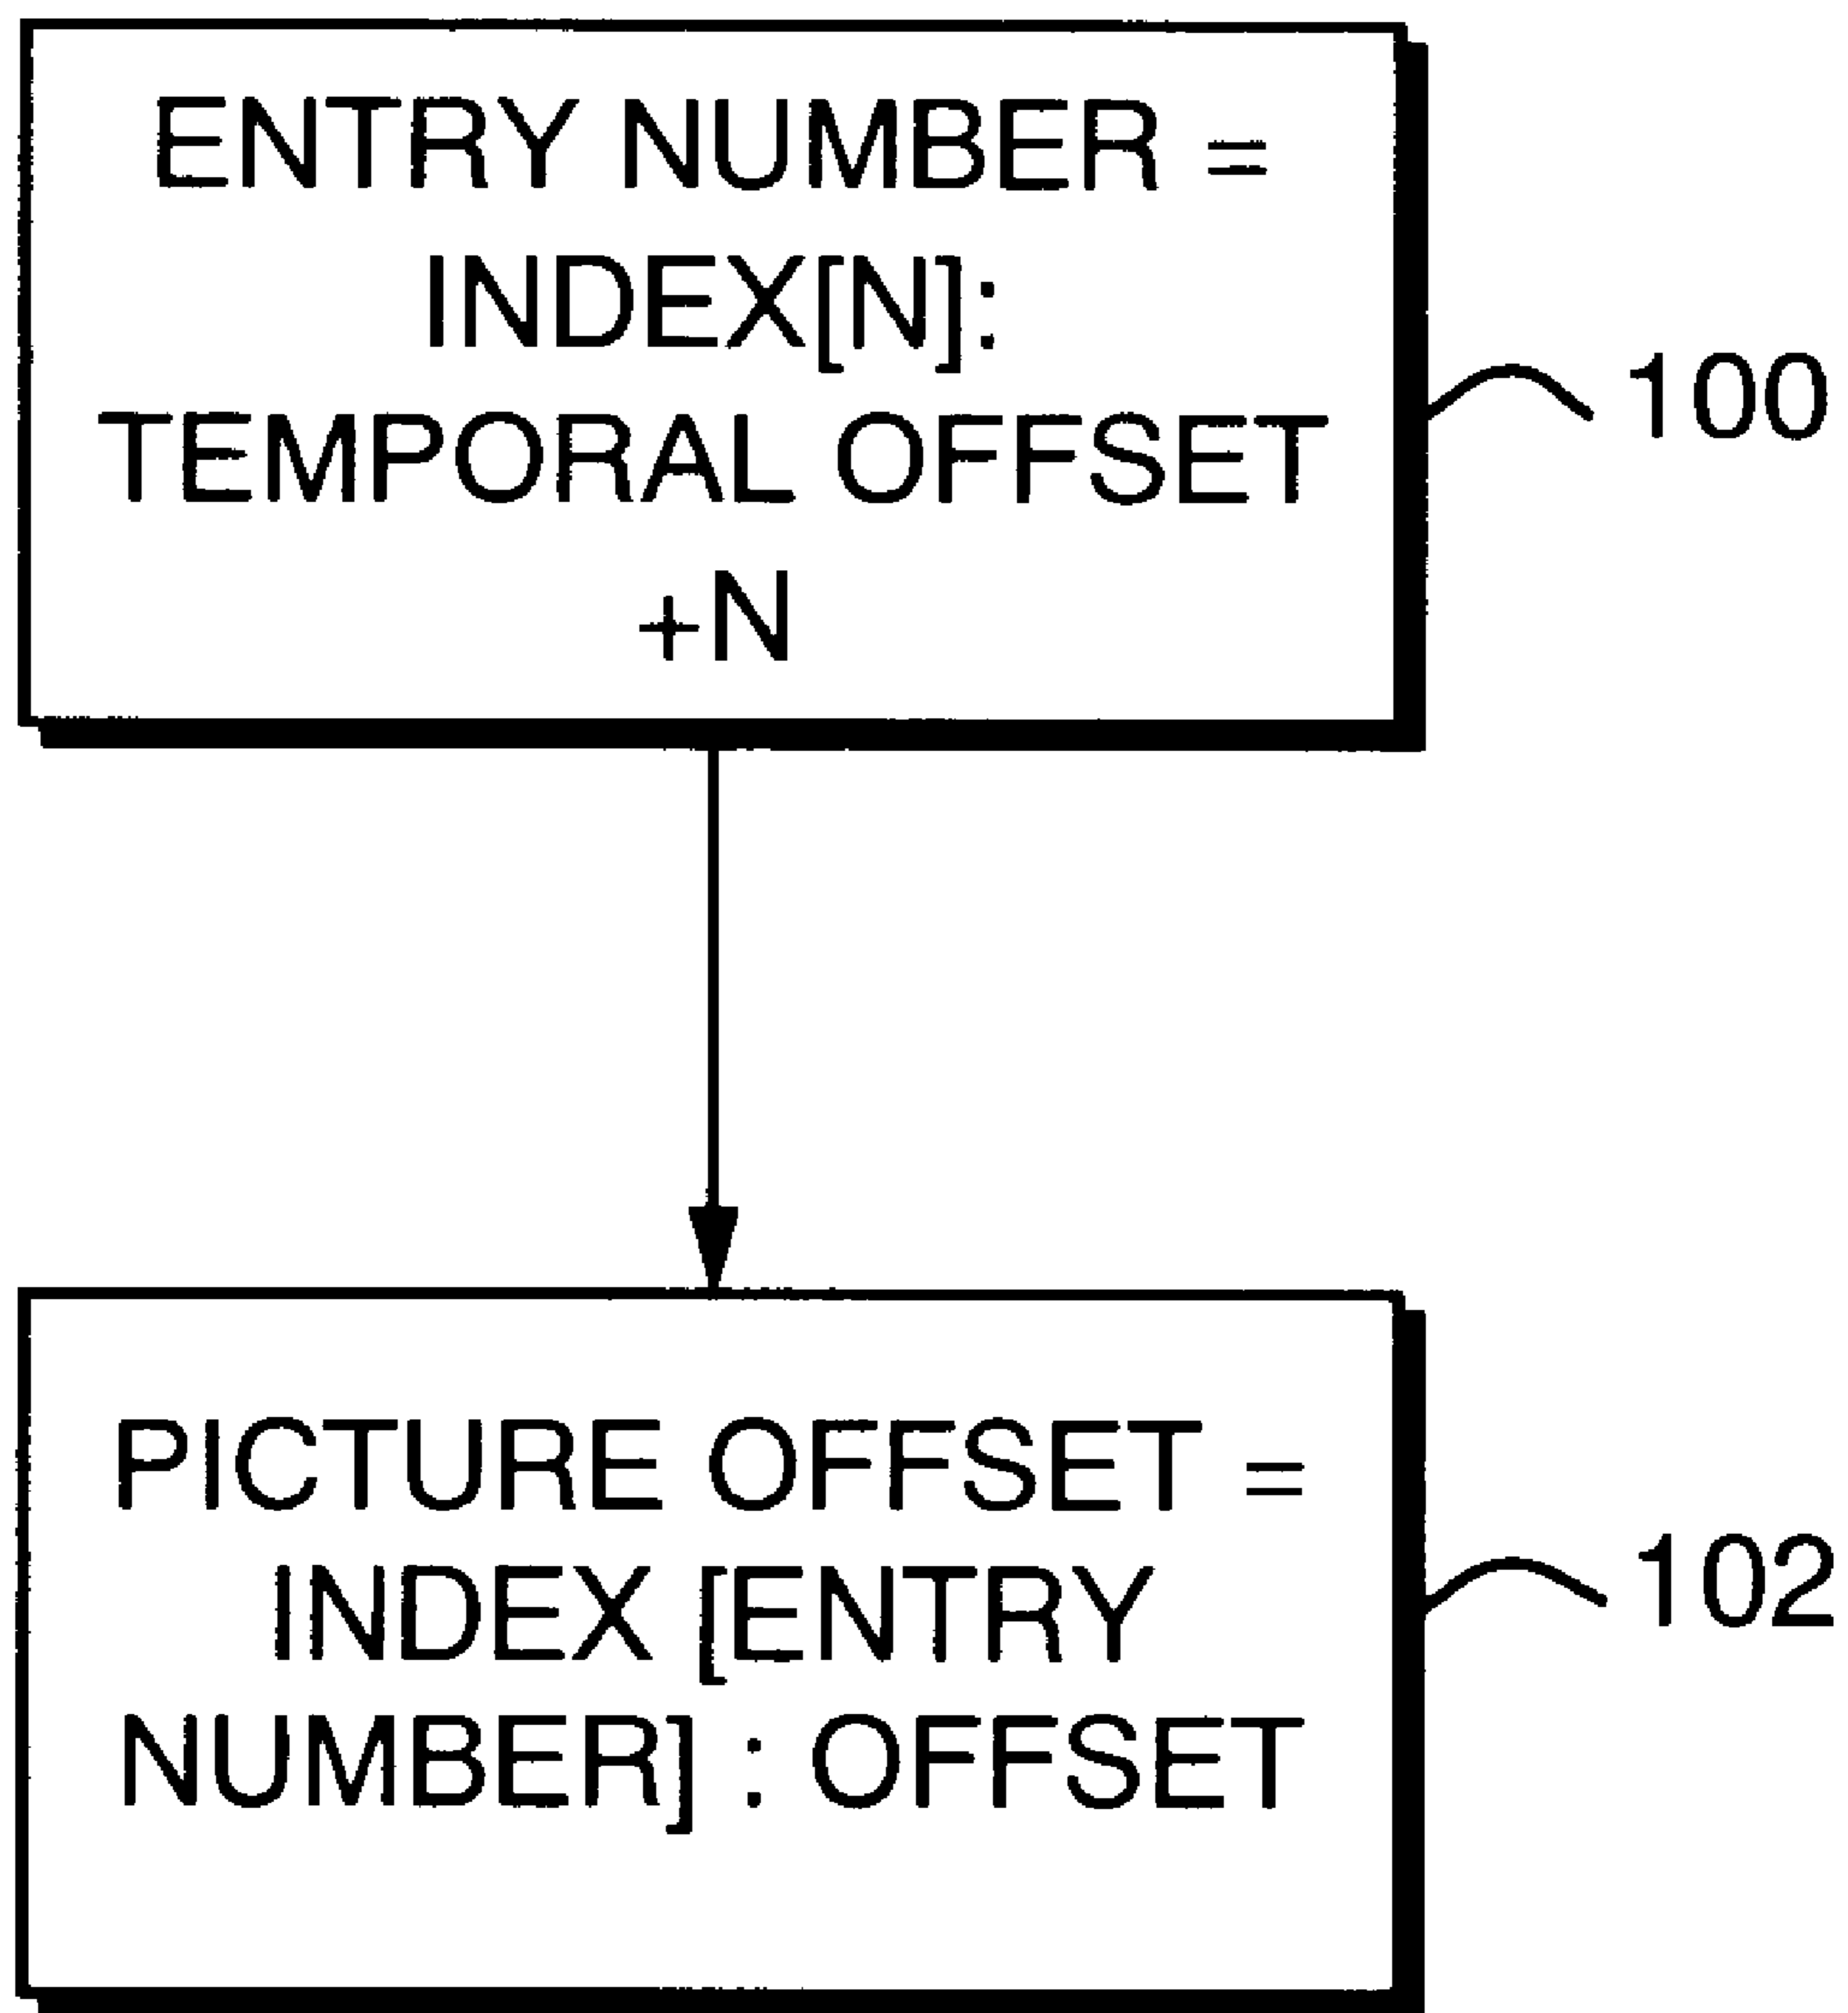 ENTRY NUMBER =
INDEX[N]:
TEMPORAL OFFSET
+N
100
PICTURE OFFSET =
INDEX [ENTRY
NUMBER] : OFFSET
102